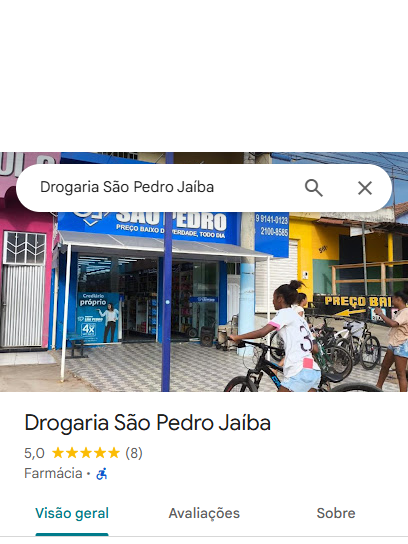 Drogaria São Pedro Jaíba
SÃO PEDRO
PREÇO BAIXO DE VERDADE, TODO DIA
9 9141-0123
2100-8585
Crediário
próprio
4x
PREÇO BAI
Drogaria São Pedro Jaíba
5,0 ★★★★★ (8)
Farmácia ·
Visão geral
Avaliações
Sobre